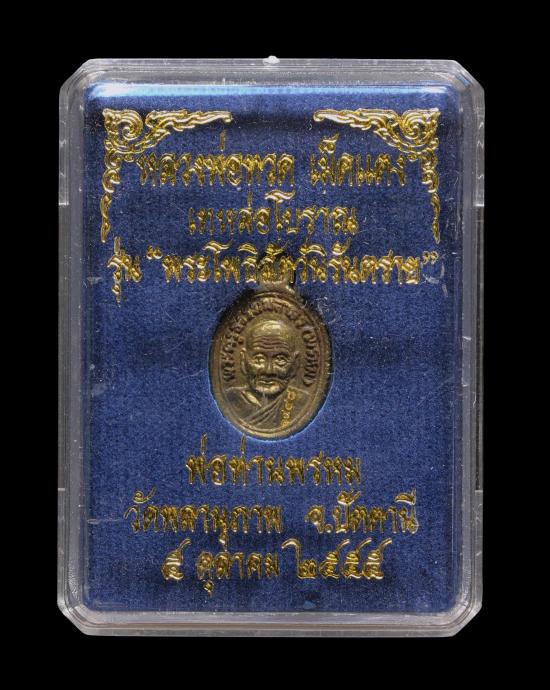 หลวงพ่อทวด เม็ดแตง
เทหล่อโบราณ
รุ่น “พระโพธิสัตว์นิรันตราย”
พ่อท่านพรหม
วัดพลานุภาพ จ.ปัตตานี
๕ ตุลาคม ๒๕๕๕